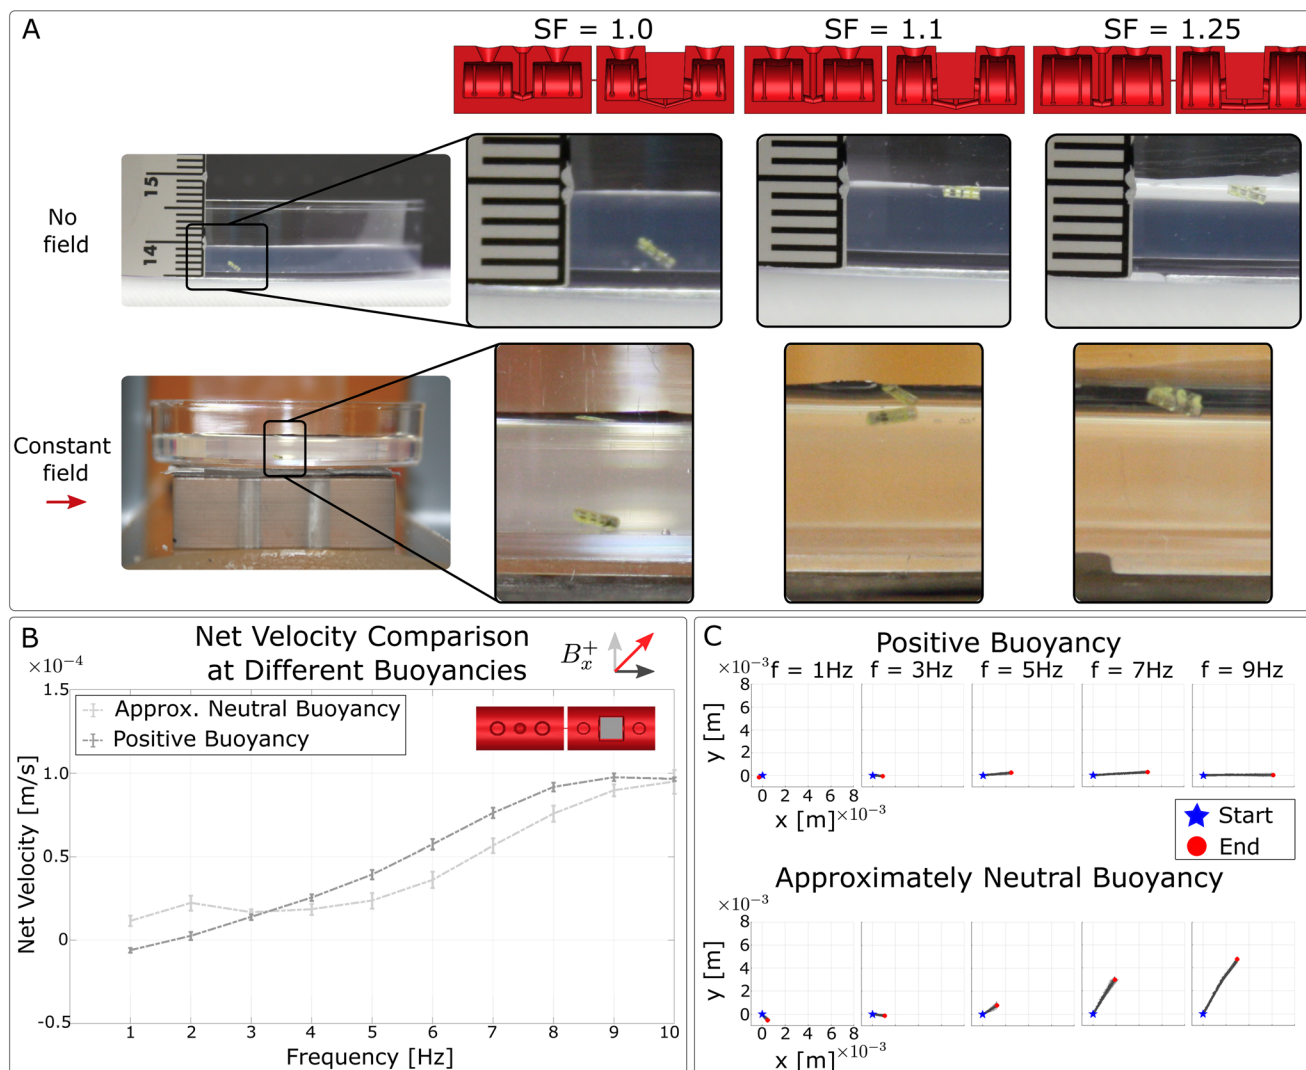 A
SF = 1.0
SF = 1.1
SF = 1.25
No
field
15
14
Constant
field
B
Net Velocity Comparison
at Different Buoyancies
B_x^+
×10^-4
1.5
1.0
0.5
0
-0.5
Net Velocity [m/s]
Approx. Neutral Buoyancy
Positive Buoyancy
1 2 3 4 5 6 7 8 9 10
Frequency [Hz]
C
Positive Buoyancy
×10^-3
f = 1Hz
f = 3Hz
f = 5Hz
f = 7Hz
f = 9Hz
8
6
4
2
0
y [m]
0 2 4 6 8
x [m]
×10^-3
Start
End
Approximately Neutral Buoyancy
×10^-3
8
6
4
2
0
y [m]
0 2 4 6 8
x [m]
×10^-3